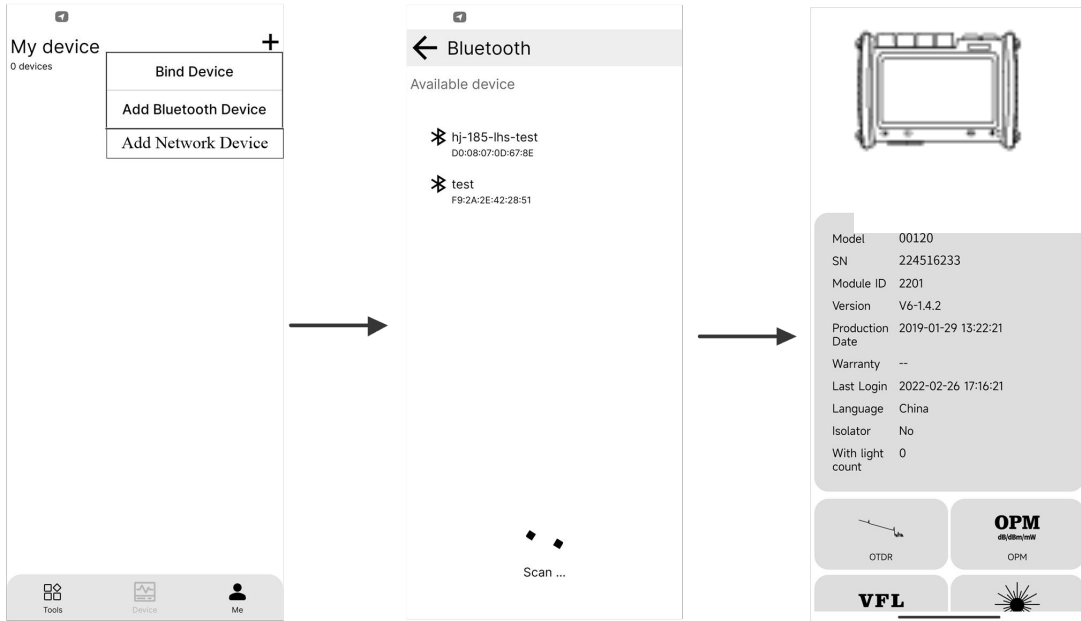 My device
+
0 devices
Bind Device
Add Bluetooth Device
Add Network Device
Tools
Device
Me
Bluetooth
Available device
hj-185-lhs-test
D0:08:07:0D:67:8E
test
F9:2A:2E:42:28:51
Scan ...
Model 00120
SN 224516233
Module ID 2201
Version V6-1.4.2
Production Date 2019-01-29 13:22:21
Warranty --
Last Login 2022-02-26 17:16:21
Language China
Isolator No
With light count 0
OTDR
OPM
dB/dBm/mW
OPM
VFL